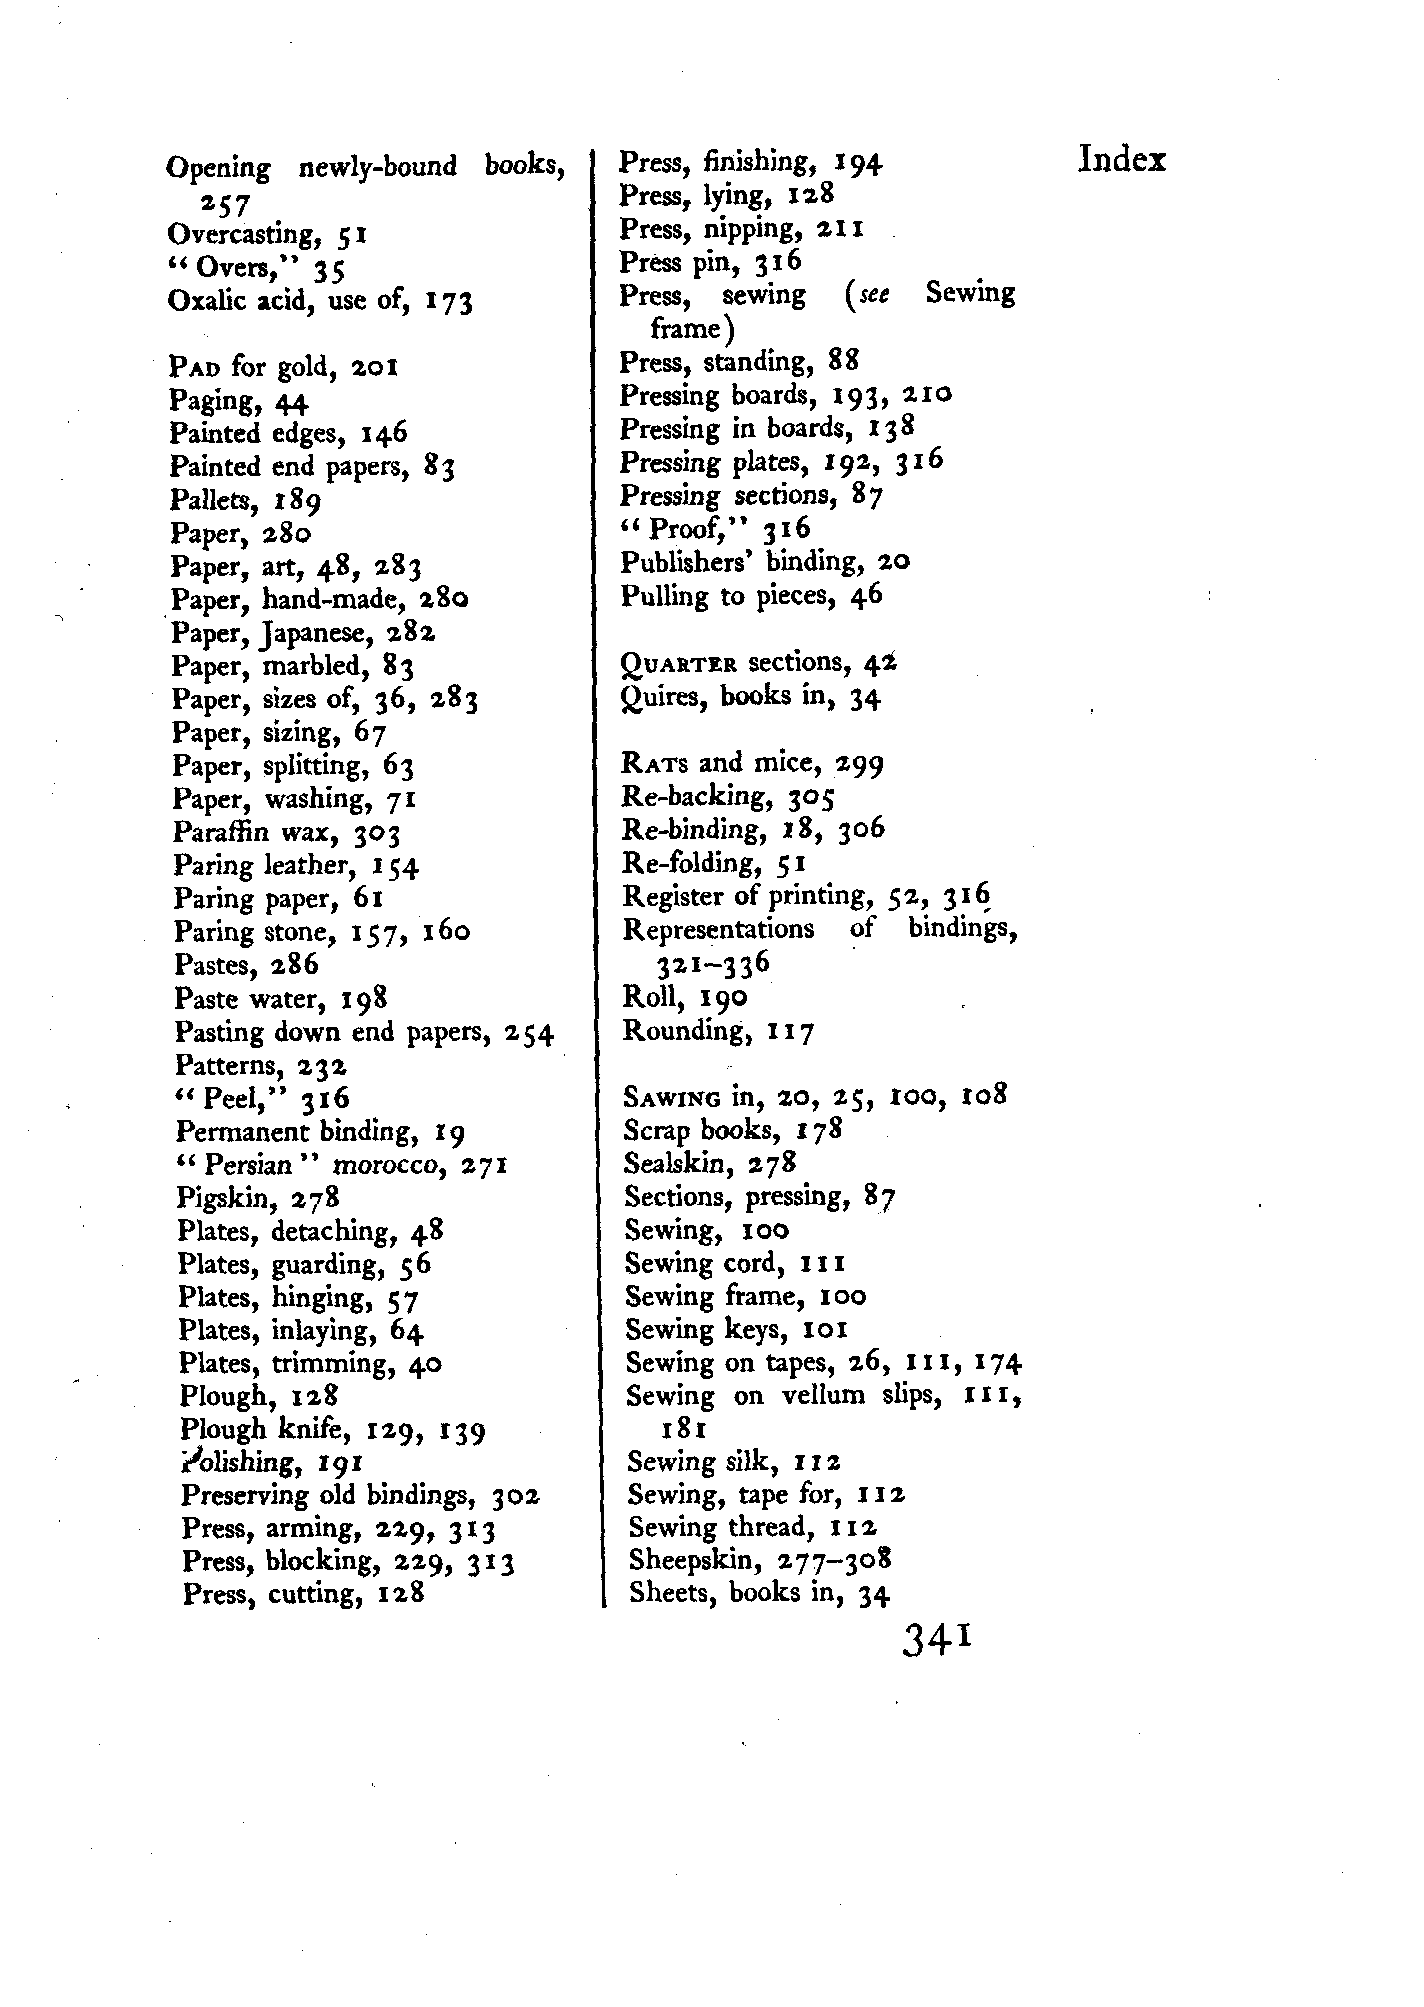 Index
Opening newly-bound books,
257
Overcasting, 51
“Overs,” 35
Oxalic acid, use of, 173
PAD for gold, 201
Paging, 44
Painted edges, 146
Painted end papers, 83
Pallets, 189
Paper, 280
Paper, art, 48, 283
Paper, hand-made, 280
Paper, Japanese, 282
Paper, marbled, 83
Paper, sizes of, 36, 283
Paper, sizing, 67
Paper, splitting, 63
Paper, washing, 71
Paraffin wax, 303
Paring leather, 154
Paring paper, 61
Paring stone, 157, 160
Pastes, 286
Paste water, 198
Pasting down end papers, 254
Patterns, 232
“Peel,” 316
Permanent binding, 19
“Persian” morocco, 271
Pigskin, 278
Plates, detaching, 48
Plates, guarding, 56
Plates, hinging, 57
Plates, inlaying, 64
Plates, trimming, 40
Plough, 128
Plough knife, 129, 139
Polishing, 191
Preserving old bindings, 302
Press, arming, 229, 313
Press, blocking, 229, 313
Press, cutting, 128
Press, finishing, 194
Press, lying, 128
Press, nipping, 211
Press pin, 316
Press, sewing (see Sewing
frame)
Press, standing, 88
Pressing boards, 193, 210
Pressing in boards, 138
Pressing plates, 192, 316
Pressing sections, 87
“Proof,” 316
Publishers’ binding, 20
Pulling to pieces, 46
QUARTER sections, 42
Quires, books in, 34
RATS and mice, 299
Re-backing, 305
Re-binding, 18, 306
Re-folding, 51
Register of printing, 52, 316
Representations of bindings,
321–336
Roll, 190
Rounding, 117
SAWING in, 20, 25, 100, 108
Scrap books, 178
Sealskin, 278
Sections, pressing, 87
Sewing, 100
Sewing cord, 111
Sewing frame, 100
Sewing keys, 101
Sewing on tapes, 26, 111, 174
Sewing on vellum slips, 111,
181
Sewing silk, 112
Sewing, tape for, 112
Sewing thread, 112
Sheepskin, 277–308
Sheets, books in, 34
341